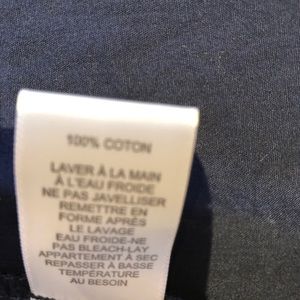 100% COTON
LAVER À LA MAIN
À L'EAU FROIDE
NE PAS JAVELLISER
REMETTRE EN
FORME APRÈS
LE LAVAGE
EAU FROIDE-NE
PAS BLEACH-LAY
APPARTEMENT À SEC
REPASSER À BASSE
TEMPÉRATURE
AU BESOIN